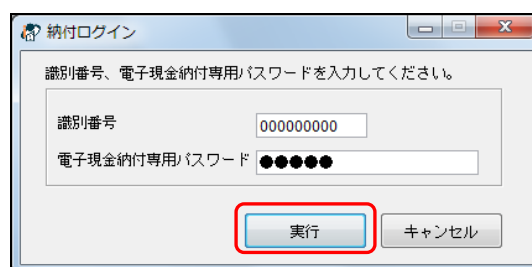 納付ログイン
識別番号、電子現金納付専用パスワードを入力してください。
識別番号 000000000
電子現金納付専用パスワード ●●●●●
実行 キャンセル